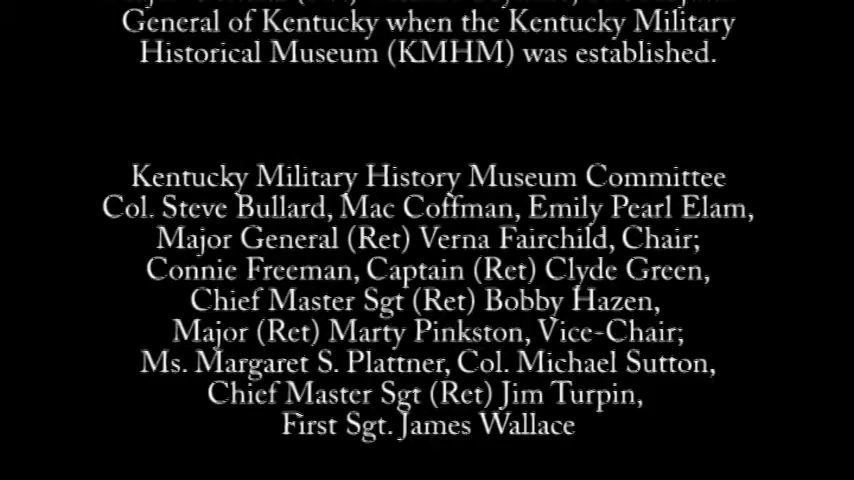 General of Kentucky when the Kentucky Military
Historical Museum (KMHM) was established.
Kentucky Military History Museum Committee
Col. Steve Bullard, Mac Coffman, Emily Pearl Elam,
Major General (Ret) Verna Fairchild, Chair;
Connie Freeman, Captain (Ret) Clyde Green,
Chief Master Sgt (Ret) Bobby Hazen,
Major (Ret) Marty Pinkston, Vice-Chair;
Ms. Margaret S. Plattner, Col. Michael Sutton,
Chief Master Sgt (Ret) Jim Turpin,
First Sgt. James Wallace